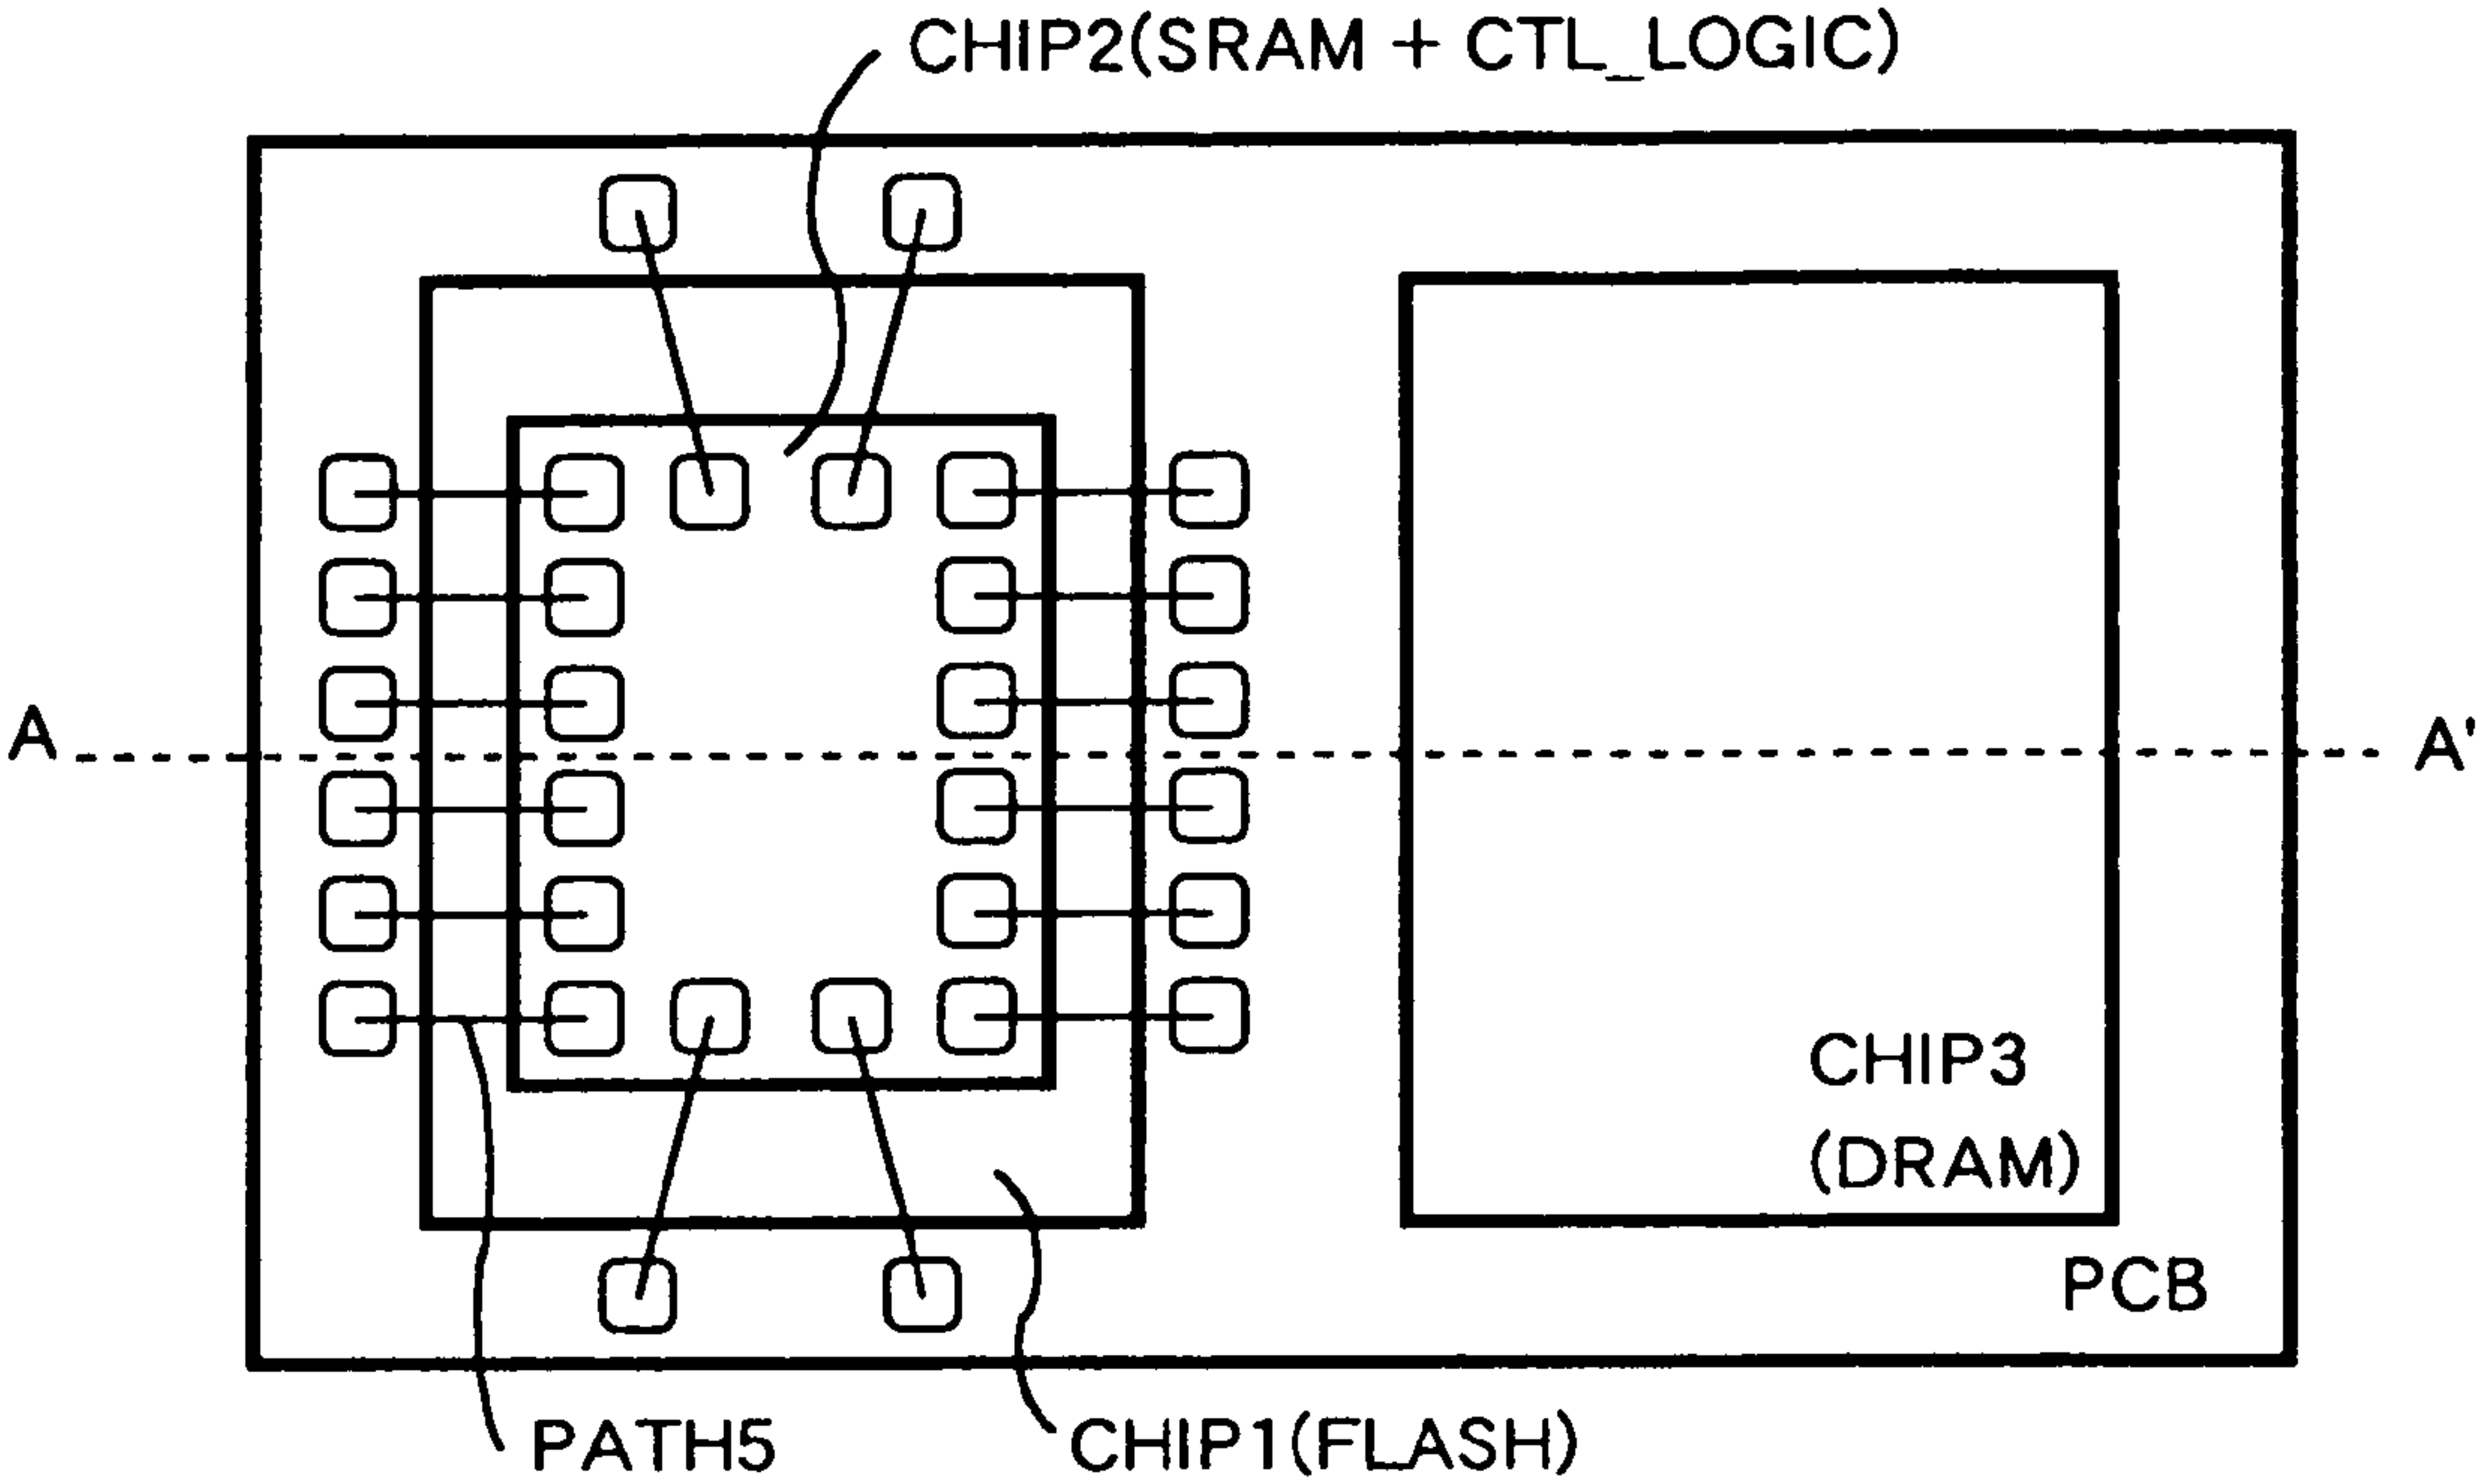 CHIP2(SRAM + CTL_LOGIC)
A
A'
CHIP3
(DRAM)
PCB
PATH5
CHIP1(FLASH)